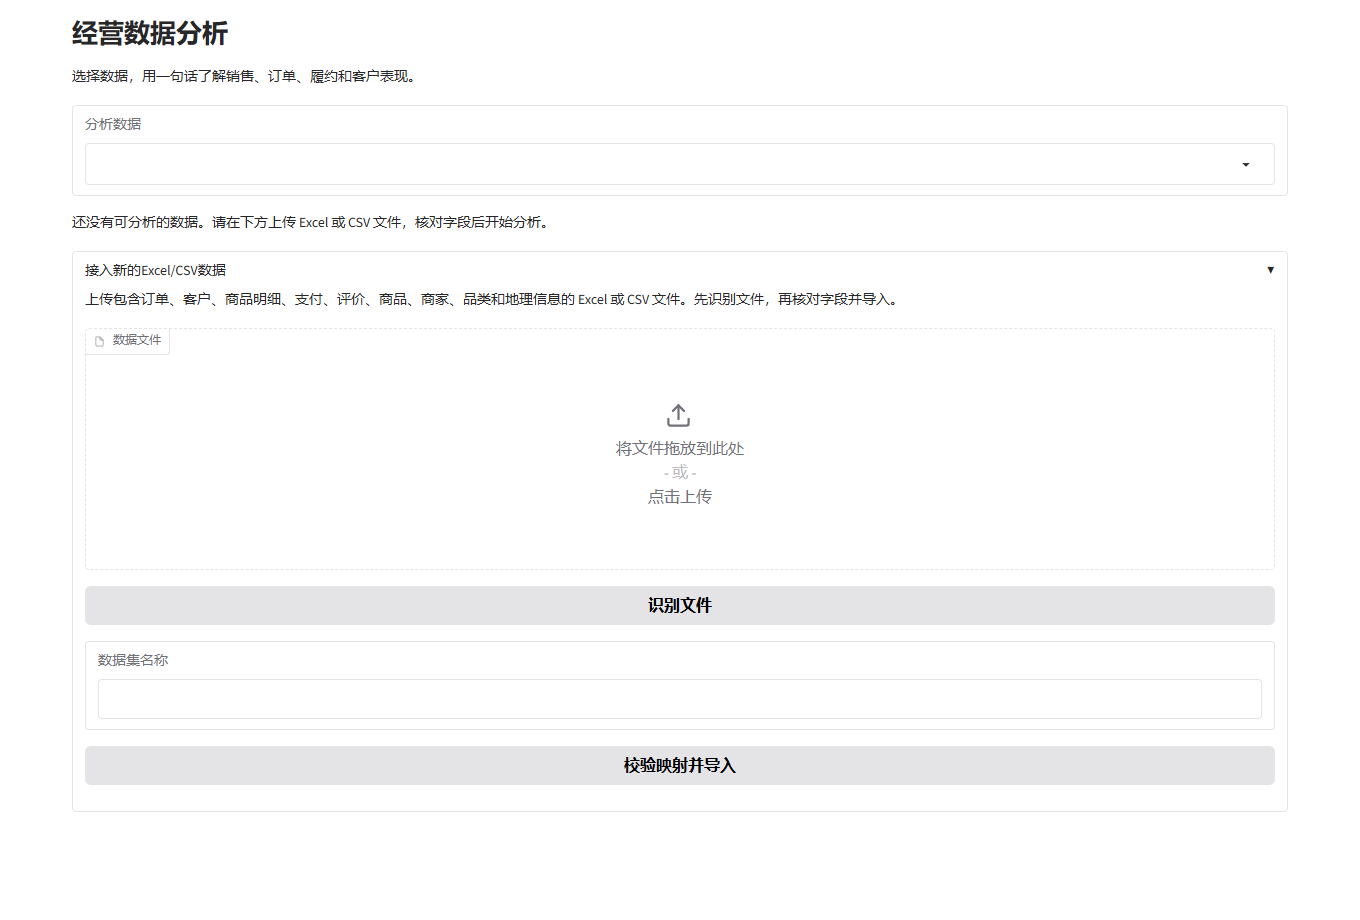 经营数据分析
选择数据，用一句话了解销售、订单、履约和客户表现。
分析数据
还没有可分析的数据。请在下方上传 Excel 或 CSV 文件，核对字段后开始分析。
接入新的Excel/CSV数据
上传包含订单、客户、商品明细、支付、评价、商品、商家、品类和地理信息的 Excel 或 CSV 文件。先识别文件，再核对字段并导入。
数据文件
将文件拖放到此处
- 或 -
点击上传
识别文件
数据集名称
校验映射并导入